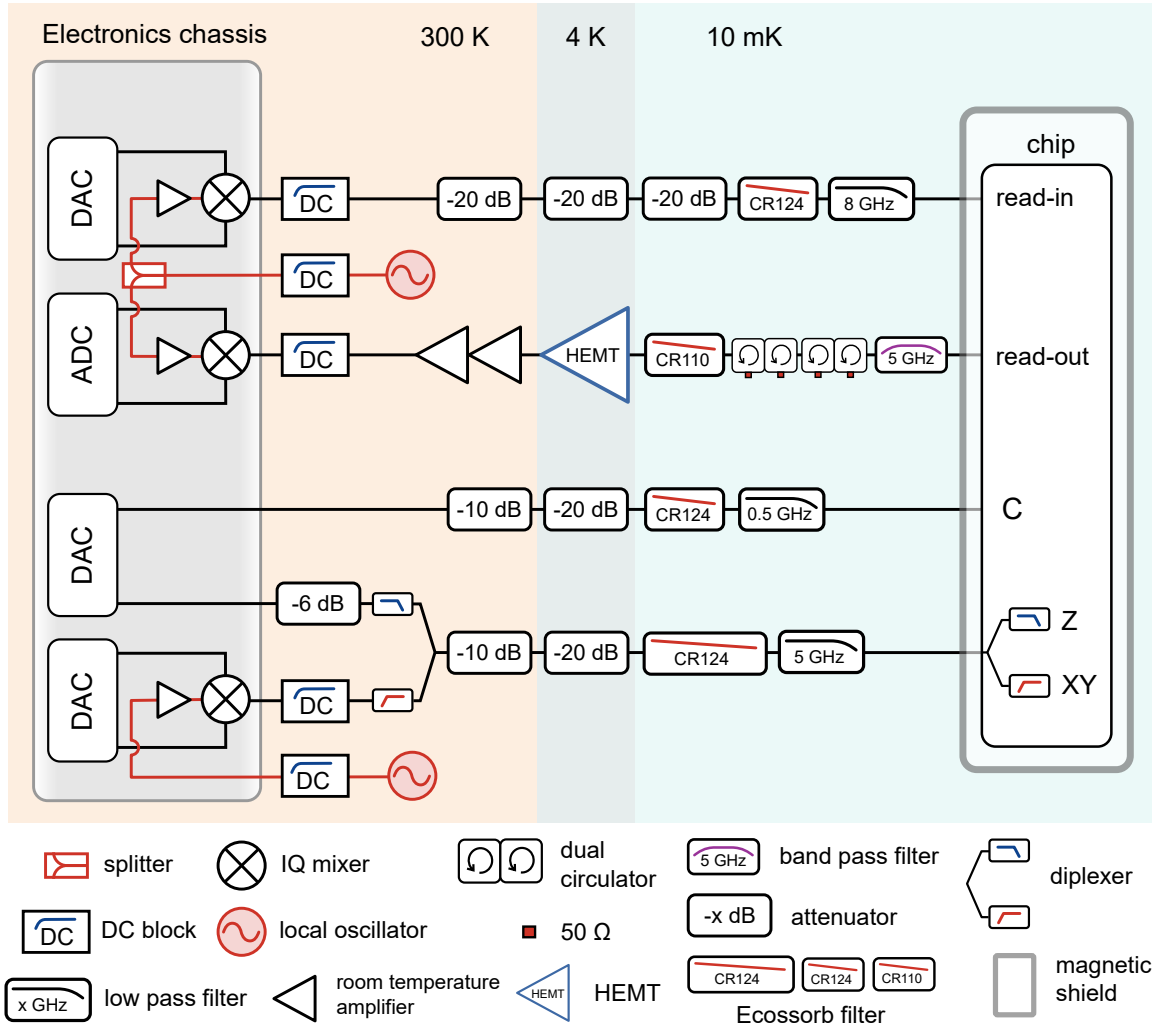 Electronics chassis
300 K
4 K
10 mK
chip
DAC
DC
-20 dB
-20 dB
-20 dB
CR124
8 GHz
read-in
DC
ADC
DC
HEMT
CR110
5 GHz
read-out
DAC
-10 dB
-20 dB
CR124
0.5 GHz
C
-6 dB
Z
-10 dB
-20 dB
CR124
5 GHz
DAC
DC
XY
DC
splitter
IQ mixer
dual
circulator
5 GHz
band pass filter
diplexer
DC
DC block
local oscillator
50 Ω
-x dB
attenuator
x GHz
low pass filter
room temperature
amplifier
HEMT
HEMT
CR124
CR124
CR110
Ecossorb filter
magnetic
shield